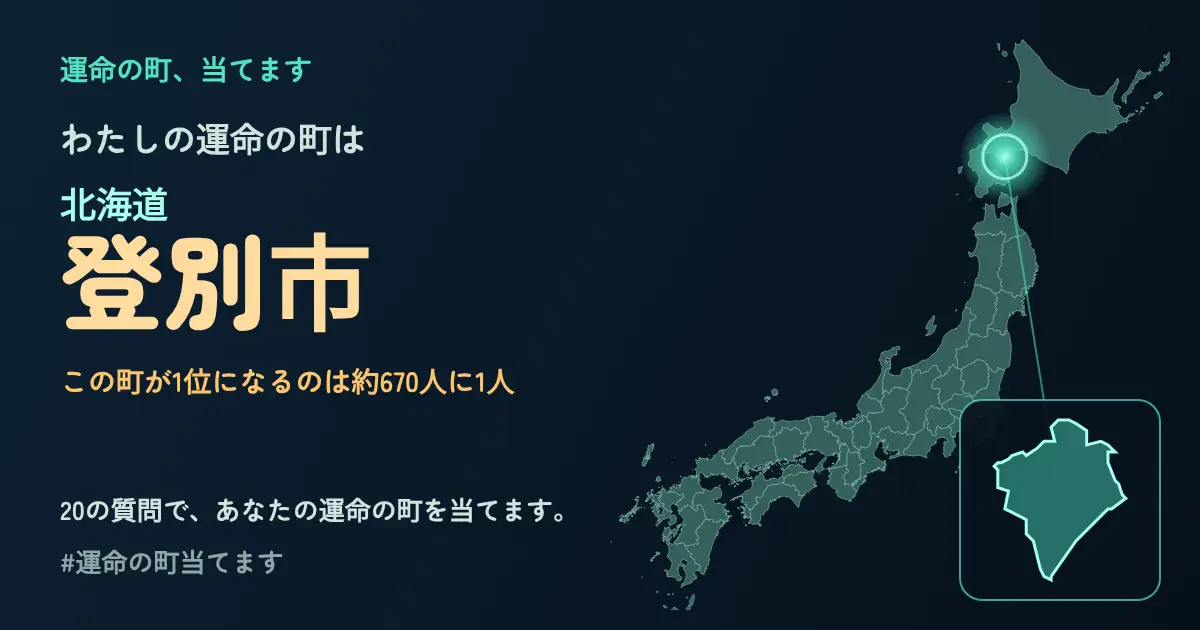 運命の町、当てます
わたしの運命の町は
北海道
登別市
この町が1位になるのは約670人に1人
20の質問で、あなたの運命の町を当てます。
#運命の町当てます